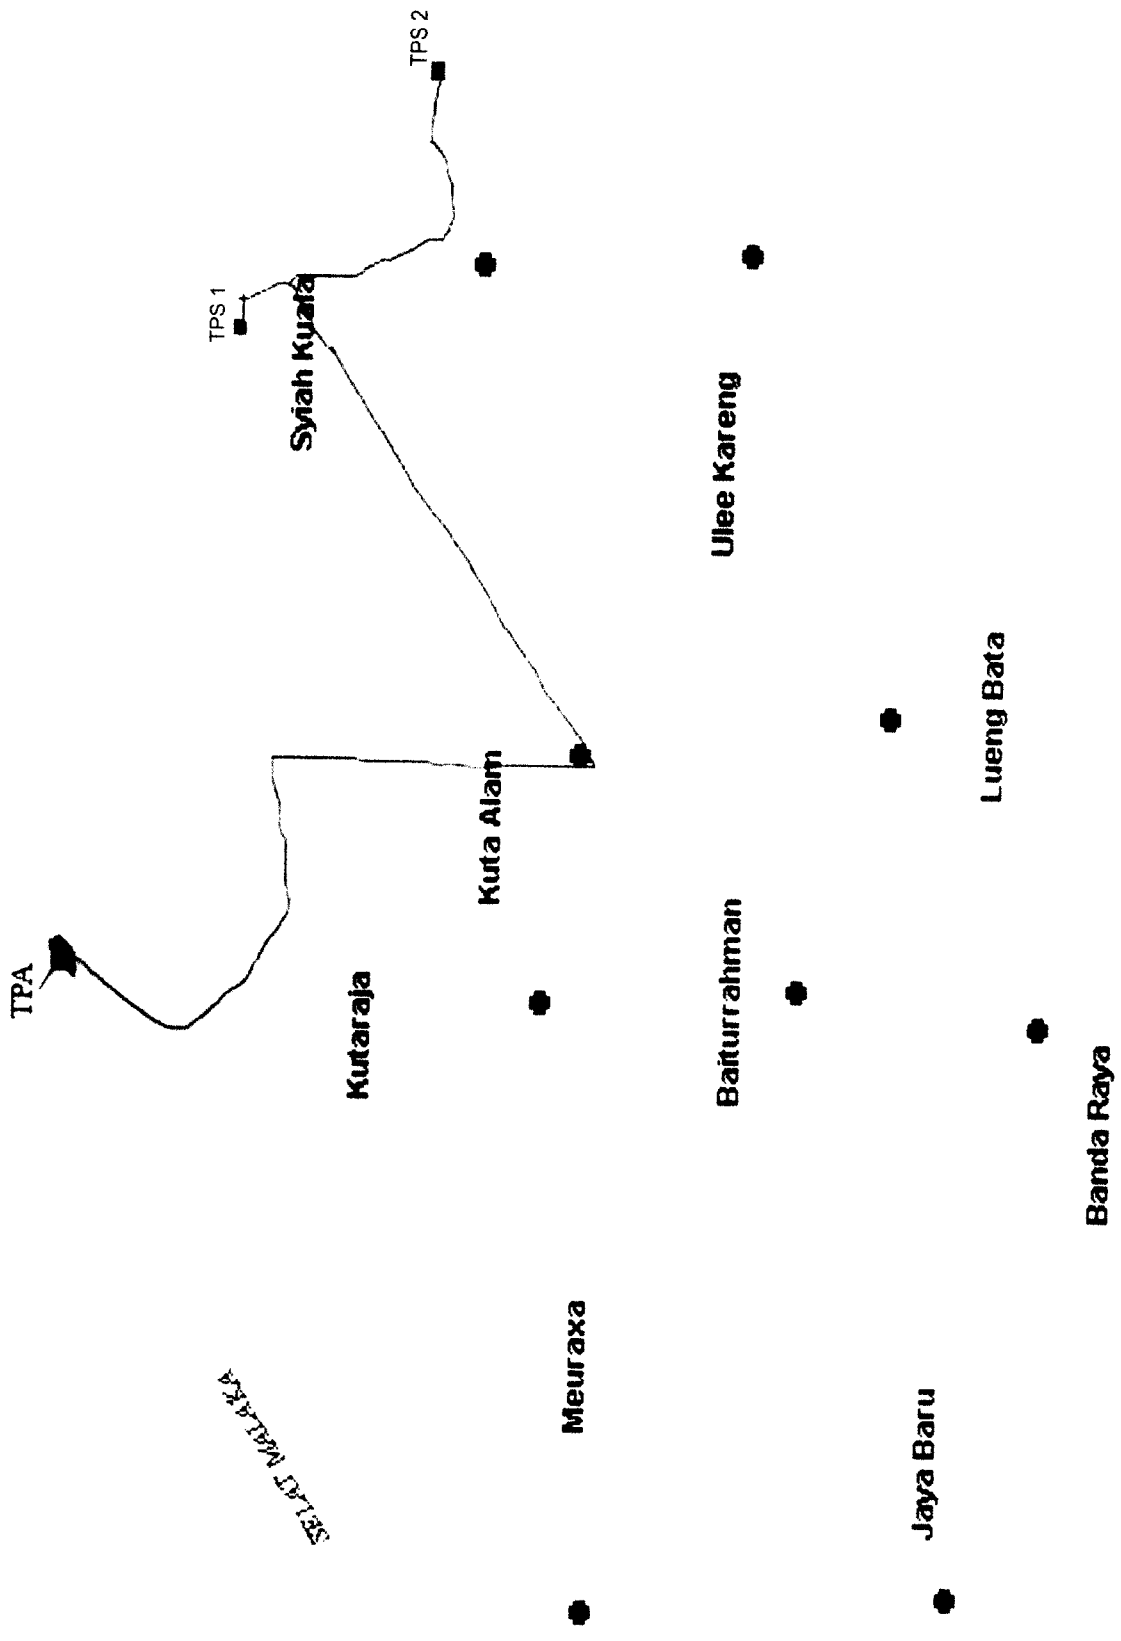 TPA
SELAT MALAKA
TPS 1
TPS 2
Syiah Kuala
Kutaraja
Kuta Alam
Meuraxa
Baiturrahman
Ulee Kareng
Jaya Baru
Lueng Bata
Banda Raya